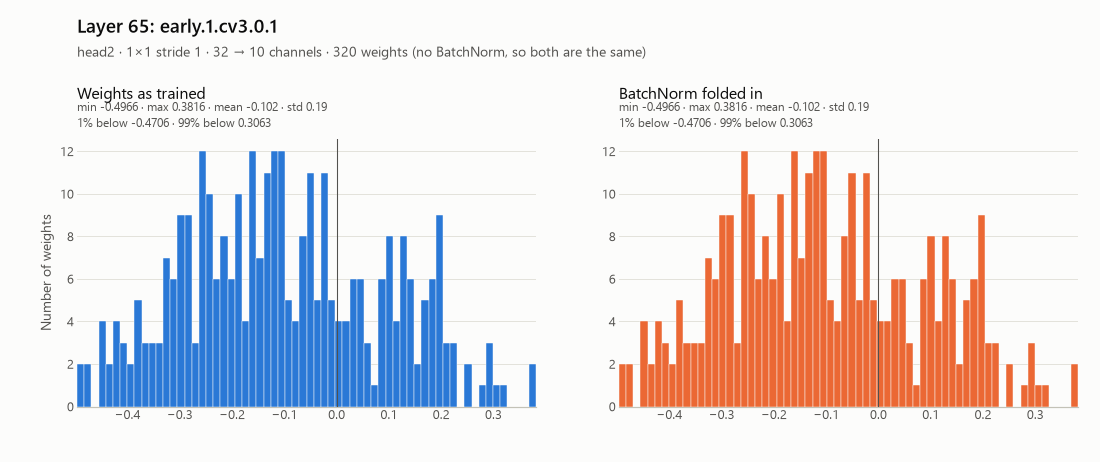 Layer 65: early.1.cv3.0.1
head2 · 1×1 stride 1 · 32 → 10 channels · 320 weights (no BatchNorm, so both are the same)
Weights as trained
min -0.4966 · max 0.3816 · mean -0.102 · std 0.19
1% below -0.4706 · 99% below 0.3063
Number of weights
12
10
8
6
4
2
0
−0.4 −0.3 −0.2 −0.1 0.0 0.1 0.2 0.3
BatchNorm folded in
min -0.4966 · max 0.3816 · mean -0.102 · std 0.19
1% below -0.4706 · 99% below 0.3063
12
10
8
6
4
2
0
−0.4 −0.3 −0.2 −0.1 0.0 0.1 0.2 0.3